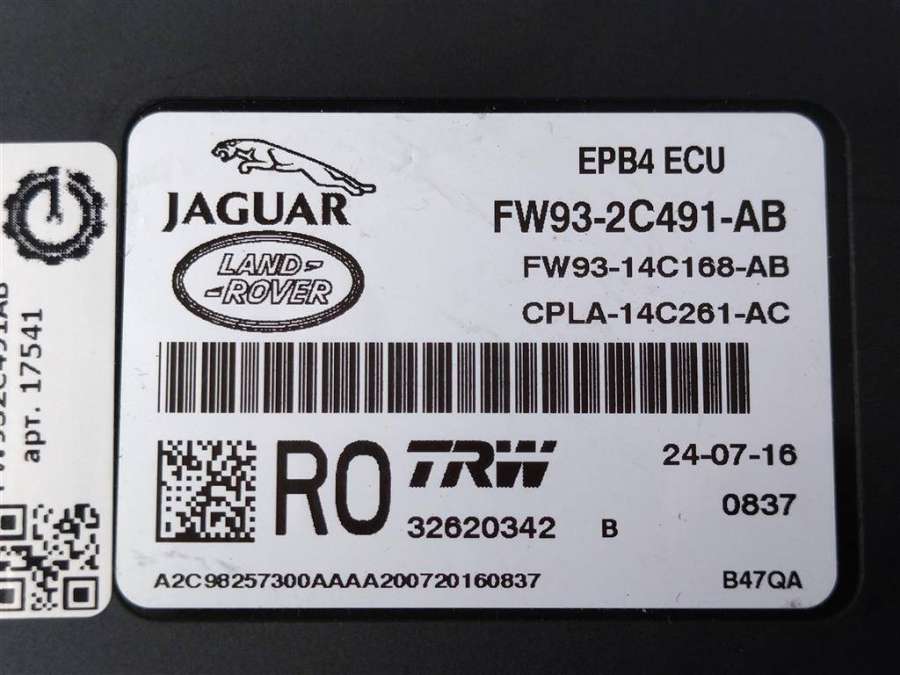 JAGUAR
LAND-
-ROVER
EPB4 ECU
FW93-2C491-AB
FW93-14C168-AB
CPLA-14C261-AC
RO
TRW
24-07-16
0837
32620342 B
A2C98257300AAAA200720160837
B47QA
арт. 17541